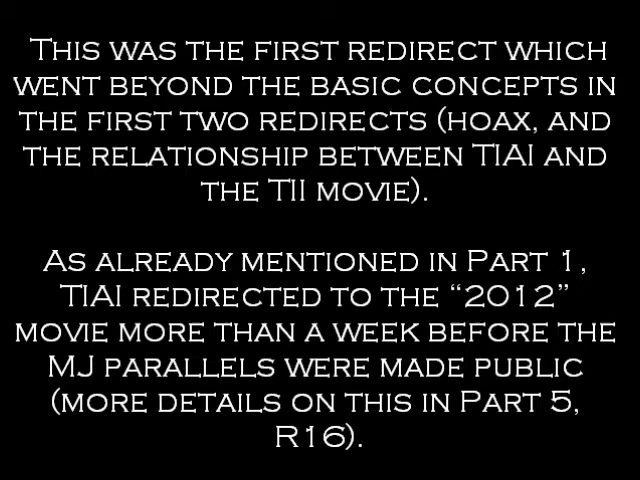 This was the first redirect which
went beyond the basic concepts in
the first two redirects (hoax, and
the relationship between TIAI and
the TII movie).
As already mentioned in Part 1,
TIAI redirected to the “2012”
movie more than a week before the
MJ parallels were made public
(more details on this in Part 5,
R16).